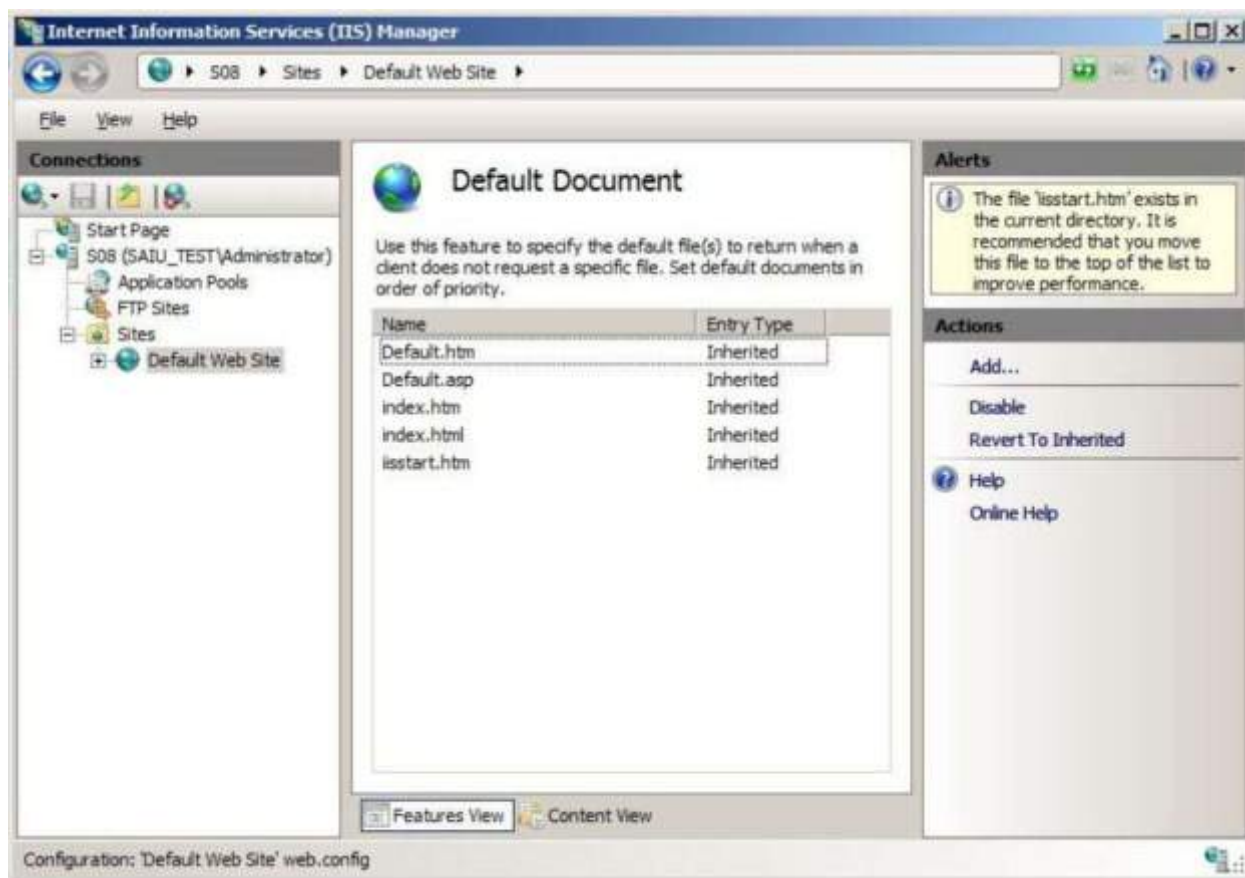 Internet Information Services (IIS) Manager
S08 Sites Default Web Site
File View Help
Connections
Start Page
S08 (SAIU_TEST\Administrator)
Application Pools
FTP Sites
Sites
Default Web Site
Default Document
Use this feature to specify the default file(s) to return when a
client does not request a specific file. Set default documents in
order of priority.
Name Entry Type
Default.htm Inherited
Default.asp Inherited
index.htm Inherited
index.html Inherited
iisstart.htm Inherited
Features View Content View
Alerts
The file 'iisstart.htm' exists in
the current directory. It is
recommended that you move
this file to the top of the list to
improve performance.
Actions
Add...
Disable
Revert To Inherited
Help
Online Help
Configuration: 'Default Web Site' web.config